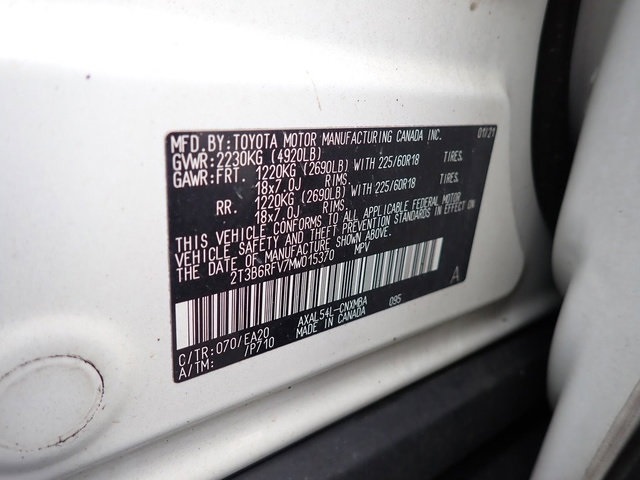 MFD.BY:TOYOTA MOTOR MANUFACTURING CANADA INC. 01/21
GVWR:2230KG (4920LB)
GAWR:FRT. 1220KG (2690LB) WITH 225/60R18 TIRES.
18x7.0J RIMS.
RR. 1220KG (2690LB) WITH 225/60R18 TIRES.
18x7.0J RIMS.
THIS VEHICLE CONFORMS TO ALL APPLICABLE FEDERAL MOTOR
VEHICLE SAFETY AND THEFT PREVENTION STANDARDS IN EFFECT ON
THE DATE OF MANUFACTURE SHOWN ABOVE.
2T3B6RFV7MW015370 MPV
A
C/TR:070/EA20 AXAL54L-CNXMBA 095
A/TM: /P710 MADE IN CANADA